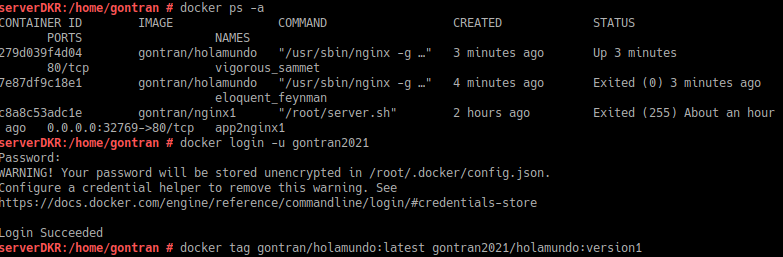 serverDKR:/home/gontran # docker ps -a
CONTAINER ID        IMAGE               COMMAND                  CREATED             STATUS
       PORTS                 NAMES
279d039f4d04        gontran/holamundo   "/usr/sbin/nginx -g …"   3 minutes ago       Up 3 minutes
       80/tcp                vigorous_sammet
7e87df9c18e1        gontran/holamundo   "/usr/sbin/nginx -g …"   4 minutes ago       Exited (0) 3 minutes ago
                             eloquent_feynman
c8a8c53adc1e        gontran/nginx1      "/root/server.sh"        2 hours ago         Exited (255) About an hour
 ago   0.0.0.0:32769->80/tcp   app2nginx1
serverDKR:/home/gontran # docker login -u gontran2021
Password:
WARNING! Your password will be stored unencrypted in /root/.docker/config.json.
Configure a credential helper to remove this warning. See
https://docs.docker.com/engine/reference/commandline/login/#credentials-store

Login Succeeded
serverDKR:/home/gontran # docker tag gontran/holamundo:latest gontran2021/holamundo:version1